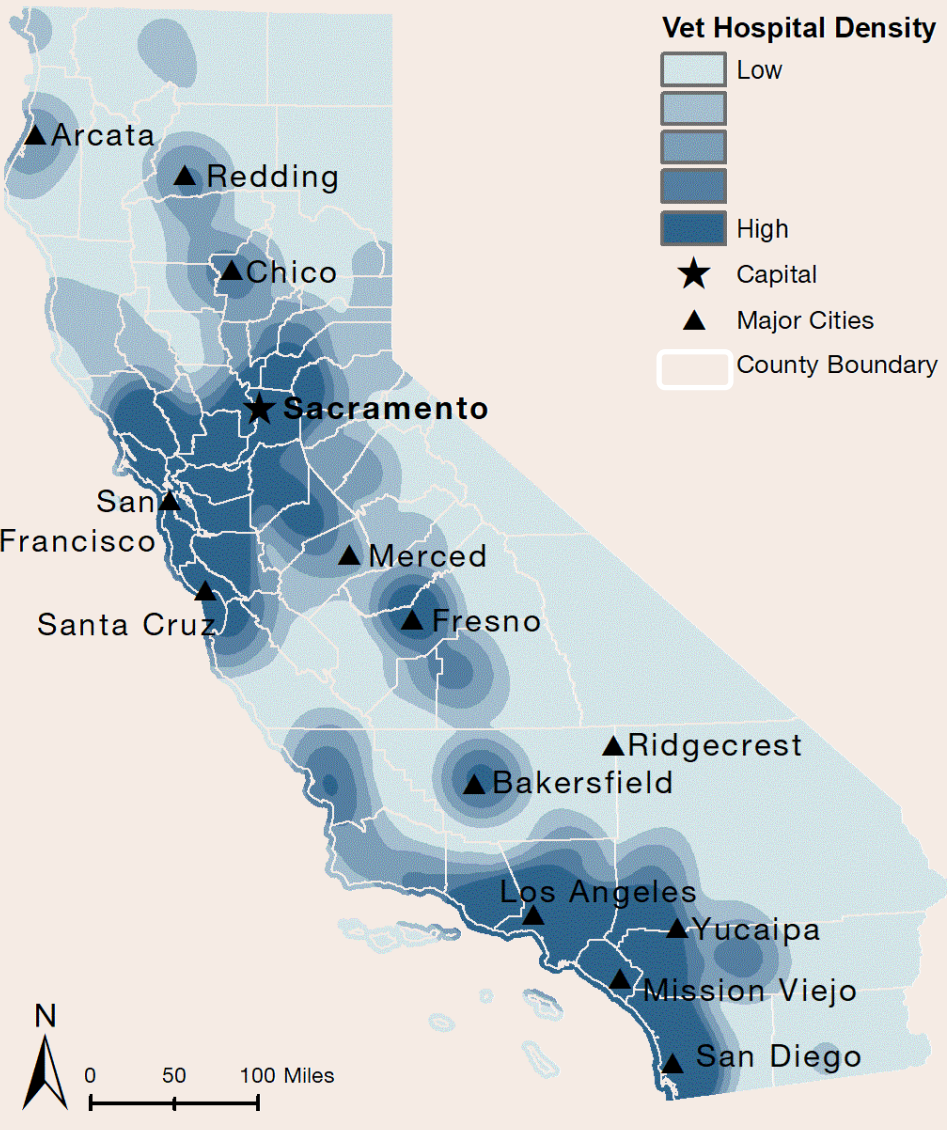 Vet Hospital Density
Low
High
Capital
Major Cities
County Boundary
Arcata
Redding
Chico
Sacramento
San
Francisco
Merced
Santa Cruz
Fresno
Ridgecrest
Bakersfield
Los Angeles
Yucaipa
Mission Viejo
San Diego
N
0 50 100 Miles